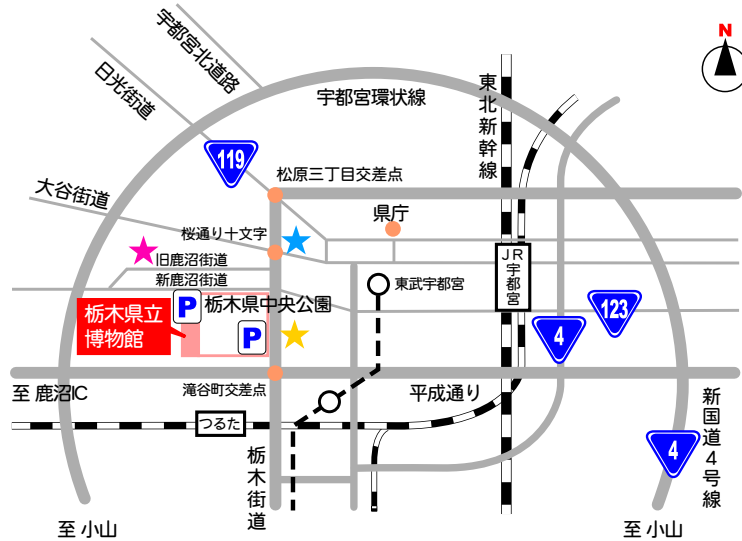 N
宇都宮北道路
日光街道
宇都宮環状線
東北新幹線
119
松原三丁目交差点
大谷街道
県庁
桜通り十文字
旧鹿沼街道
新鹿沼街道
JR宇都宮
東武宇都宮
P
栃木県中央公園
123
栃木県立
博物館
P
4
滝谷町交差点
平成通り
至 鹿沼IC
新国道4号線
つるた
栃木街道
4
至 小山
至 小山